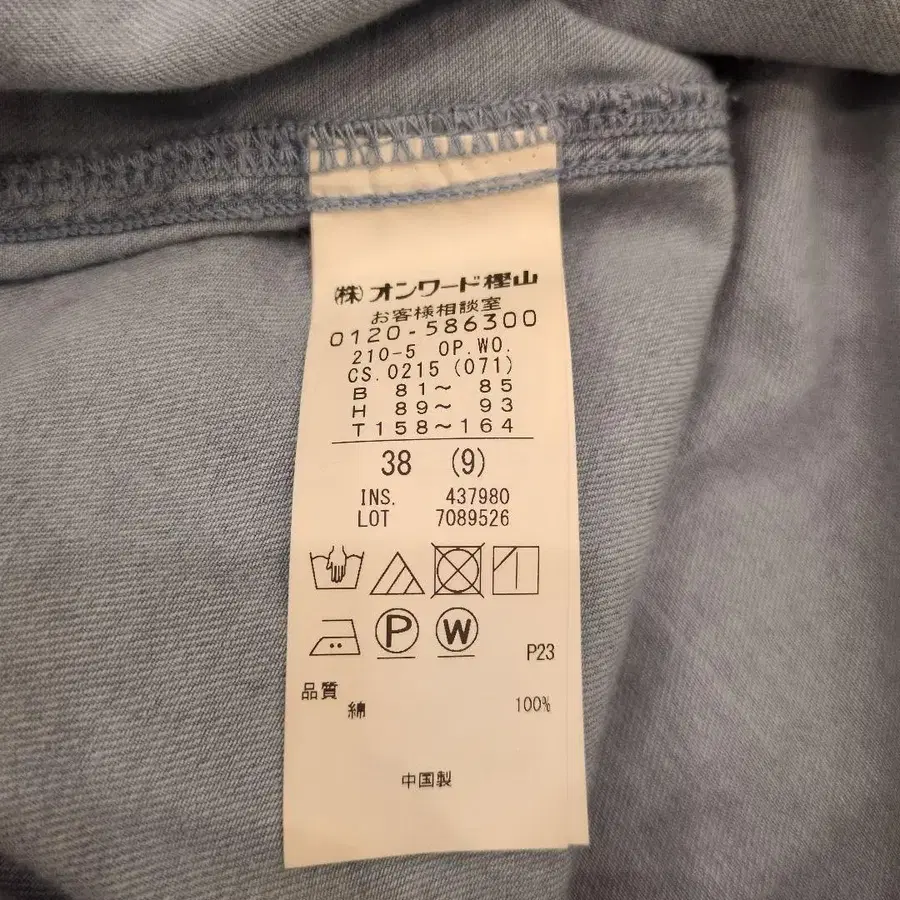 ㈱オンワード樫山
お客様相談室
0120-586300
210-5 OP.WO.
CS.0215(071)
B 81～ 85
H 89～ 93
T158～164
38 (9)
INS. 437980
LOT 7089526
P W
P23
品質
綿 100%
中国製